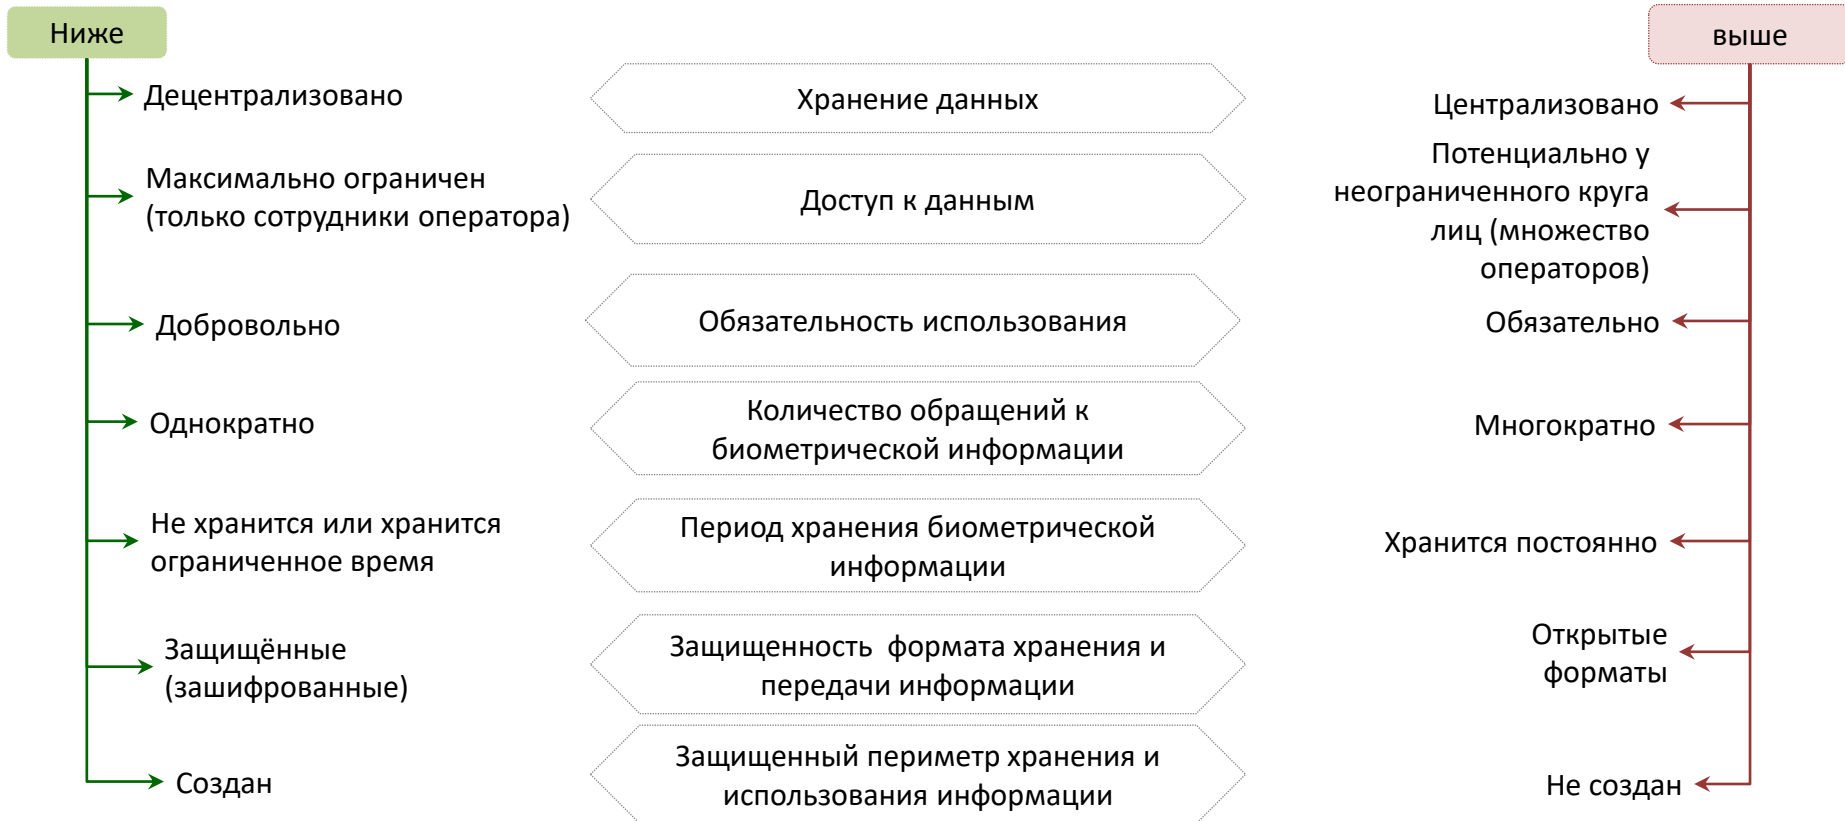 Ниже
выше
Децентрализовано
Хранение данных
Централизовано
Максимально ограничен
(только сотрудники оператора)
Доступ к данным
Потенциально у
неограниченного круга
лиц (множество
операторов)
Добровольно
Обязательность использования
Обязательно
Однократно
Количество обращений к
биометрической информации
Многократно
Не хранится или хранится
ограниченное время
Период хранения биометрической
информации
Хранится постоянно
Защищённые
(зашифрованные)
Защищенность  формата хранения и
передачи информации
Открытые
форматы
Создан
Защищенный периметр хранения и
использования информации
Не создан